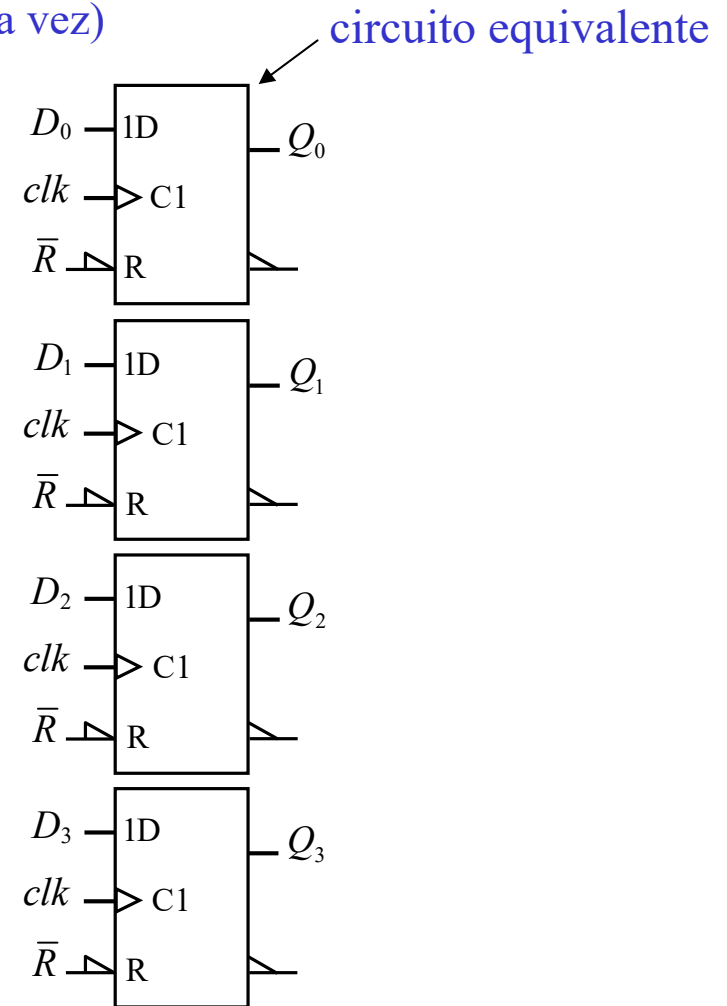 a vez)
circuito equivalente
D₀ 1D Q₀
clk C1
R̅ R
D₁ 1D Q₁
clk C1
R̅ R
D₂ 1D Q₂
clk C1
R̅ R
D₃ 1D Q₃
clk C1
R̅ R